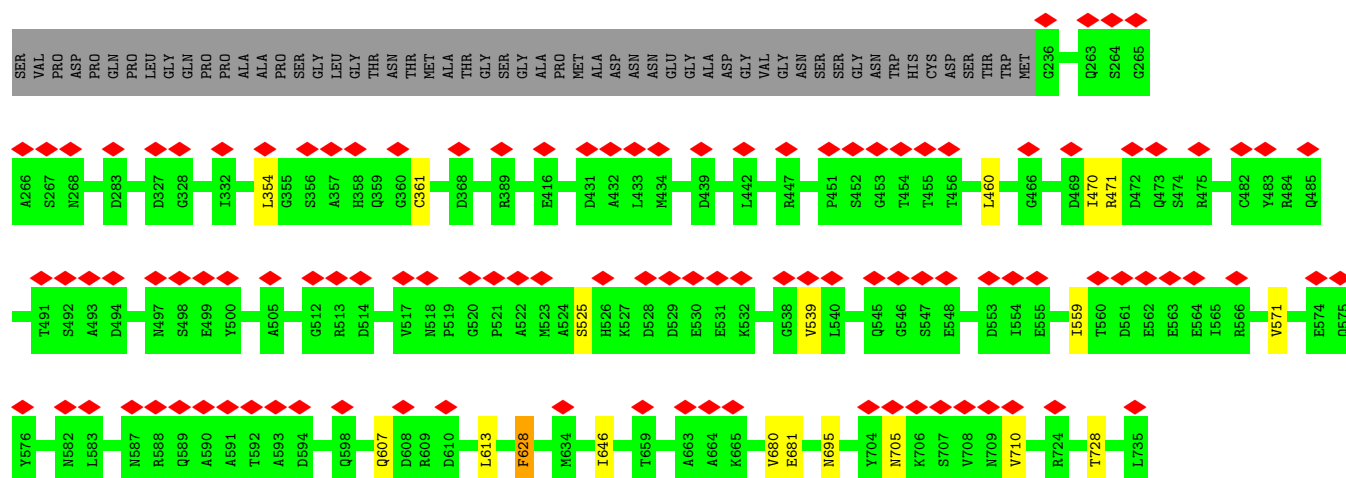 SER VAL PRO ASP PRO GLN PRO LEU GLY GLN PRO PRO ALA ALA PRO SER GLY LEU GLY THR ASN THR MET ALA THR GLY SER GLY ALA PRO MET ALA ASP ASN ASN GLU GLY ALA ASP GLY VAL GLY ASN SER SER GLY ASN TRP HIS CYS ASP SER THR TRP MET G236 Q263 S264 G265
A266 S267 N268 D283 D327 G328 I332 L354 G355 S356 A357 H358 Q359 G360 C361 D368 R389 E416 D431 A432 L433 M434 D439 L442 R447 P451 S452 G453 T454 T455 T456 L460 G466 D469 I470 R471 D472 Q473 S474 R475 C482 Y483 R484 Q485
T491 S492 A493 D494 N497 S498 E499 Y500 A505 G512 R513 D514 V517 N518 P519 G520 P521 A522 M523 A524 S525 H526 K527 D528 D529 E530 E531 K532 G538 V539 L540 Q545 G546 S547 E548 D553 I554 E555 I559 T560 D561 E562 E563 E564 I565 R566 V571 E574 Q575
Y576 N582 L583 N587 R588 Q589 A590 A591 T592 A593 D594 Q598 Q607 D608 R609 D610 L613 F628 M634 I646 T659 A663 A664 K665 V680 E681 N695 Y704 N705 K706 S707 V708 N709 V710 R724 T728 L735